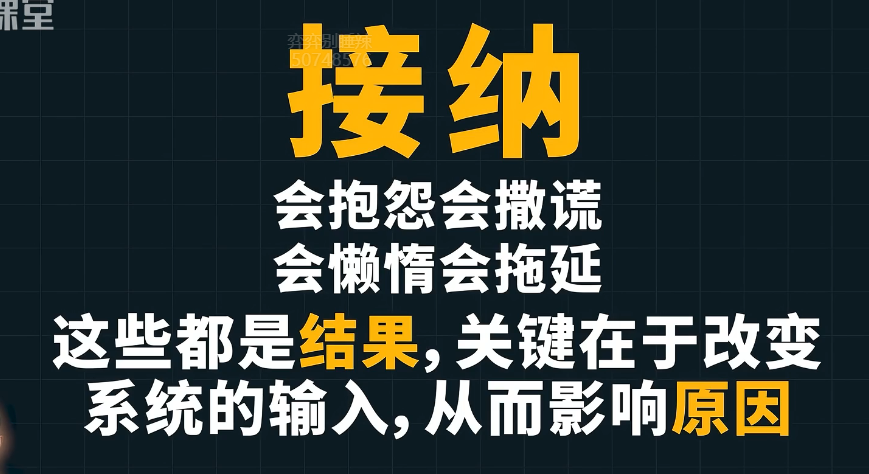 课堂
接纳
会抱怨会撒谎
会懒惰会拖延
这些都是结果，关键在于改变
系统的输入，从而影响原因